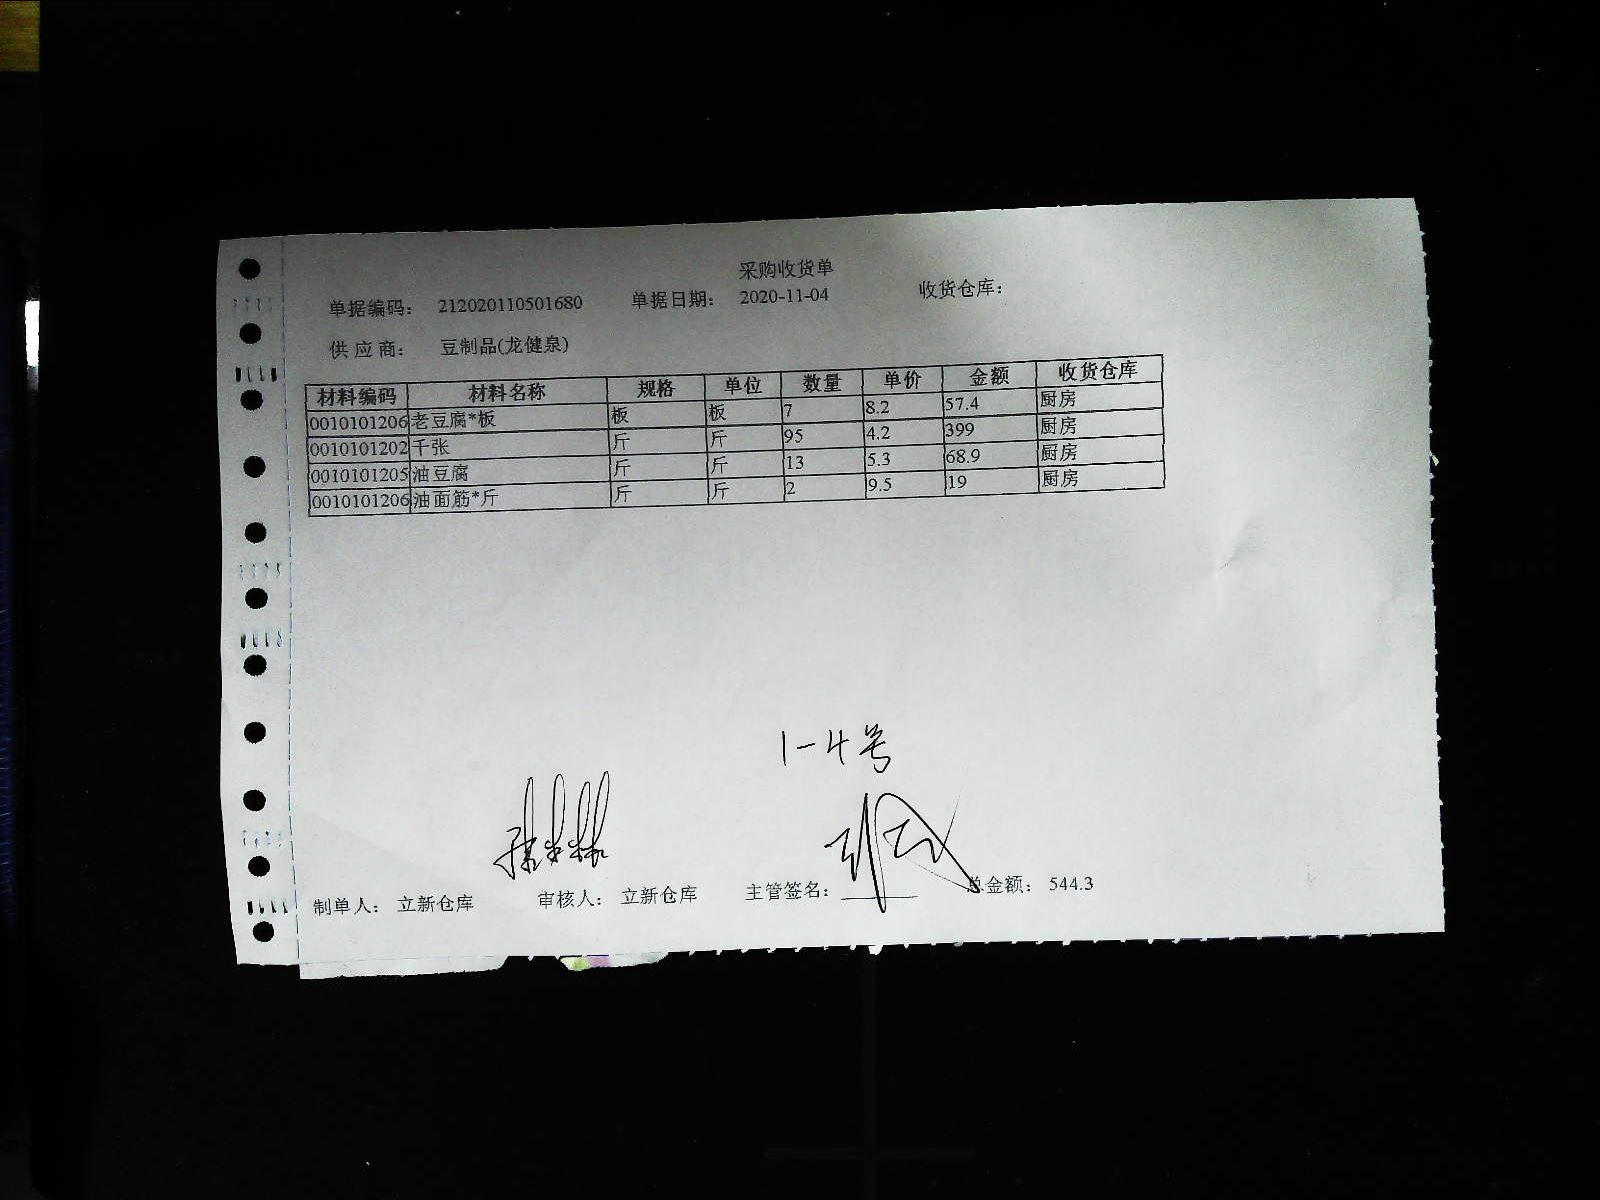 采购收货单
单据编码： 212020110501680 单据日期： 2020-11-04 收货仓库：
供 应 商： 豆制品(龙健泉)
材料编码 材料名称 规格 单位 数量 单价 金额 收货仓库
0010101206 老豆腐*板 板 板 7 8.2 57.4 厨房
0010101202 千张 斤 斤 95 4.2 399 厨房
0010101205 油豆腐 斤 斤 13 5.3 68.9 厨房
0010101206 油面筋*斤 斤 斤 2 9.5 19 厨房
1-4号
制单人： 立新仓库 审核人： 立新仓库 主管签名： 总金额： 544.3